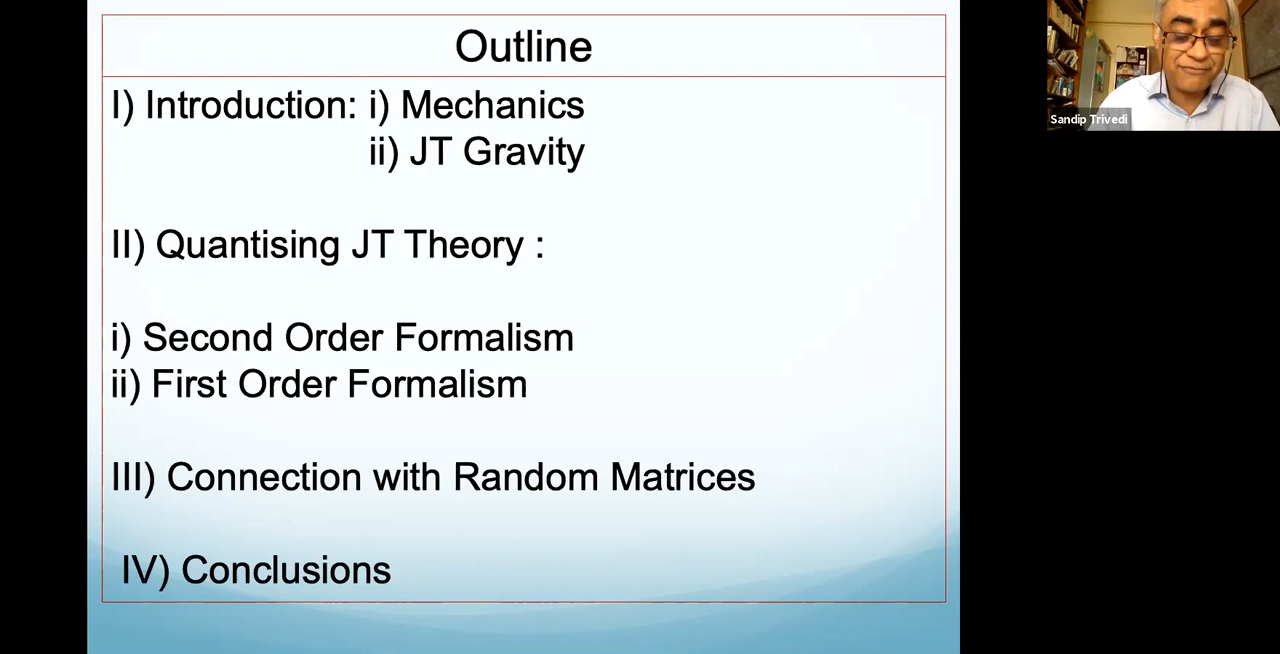 Outline
I) Introduction: i) Mechanics
ii) JT Gravity
II) Quantising JT Theory :
i) Second Order Formalism
ii) First Order Formalism
III) Connection with Random Matrices
IV) Conclusions
Sandip Trivedi